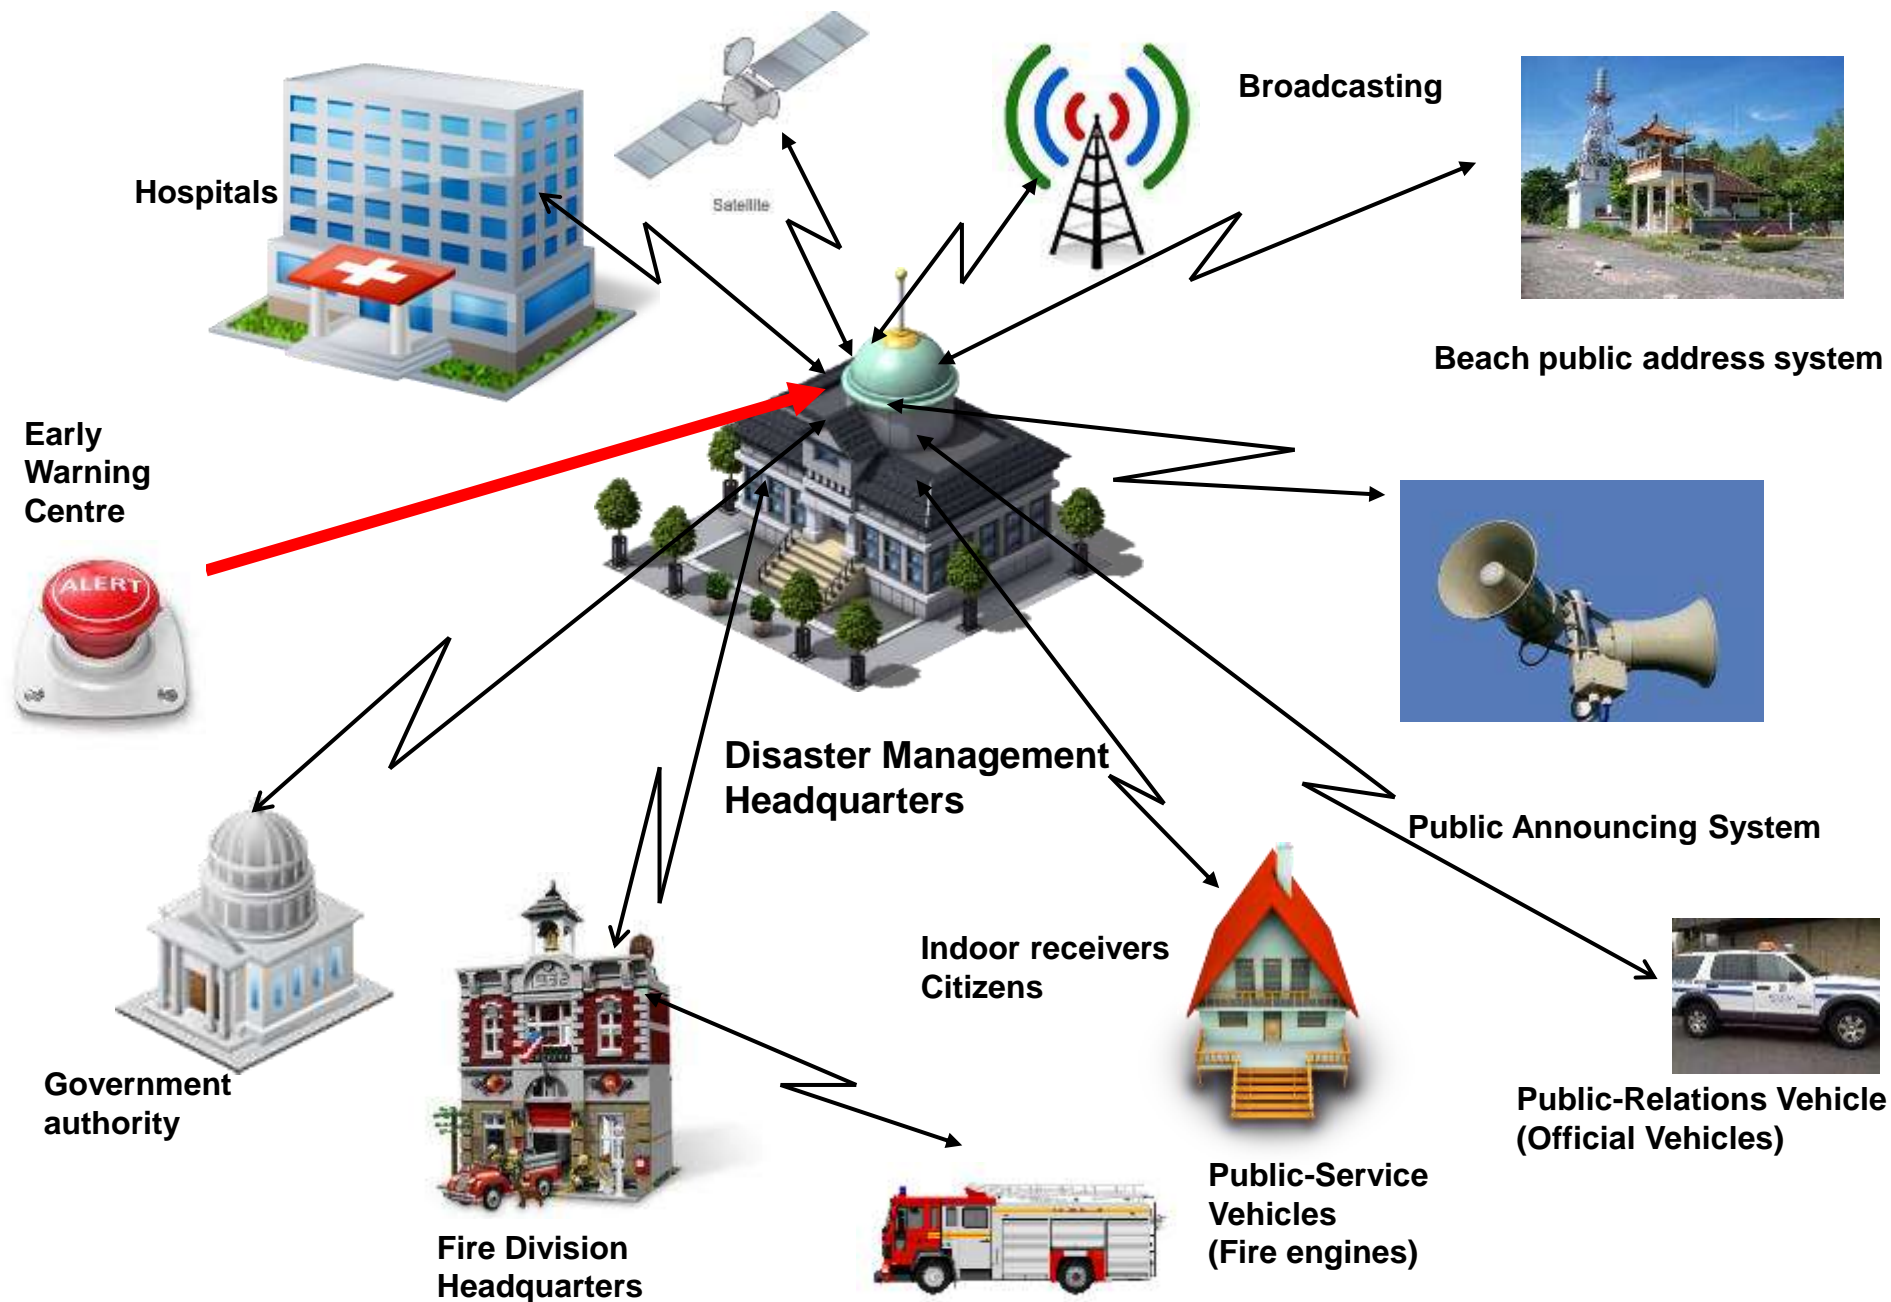 Broadcasting
Hospitals
Satellite
Beach public address system
Early
Warning
Centre
ALERT
Disaster Management
Headquarters
Public Announcing System
Indoor receivers
Citizens
1932
Government
authority
Public-Relations Vehicle
(Official Vehicles)
Public-Service
Vehicles
(Fire engines)
Fire Division
Headquarters